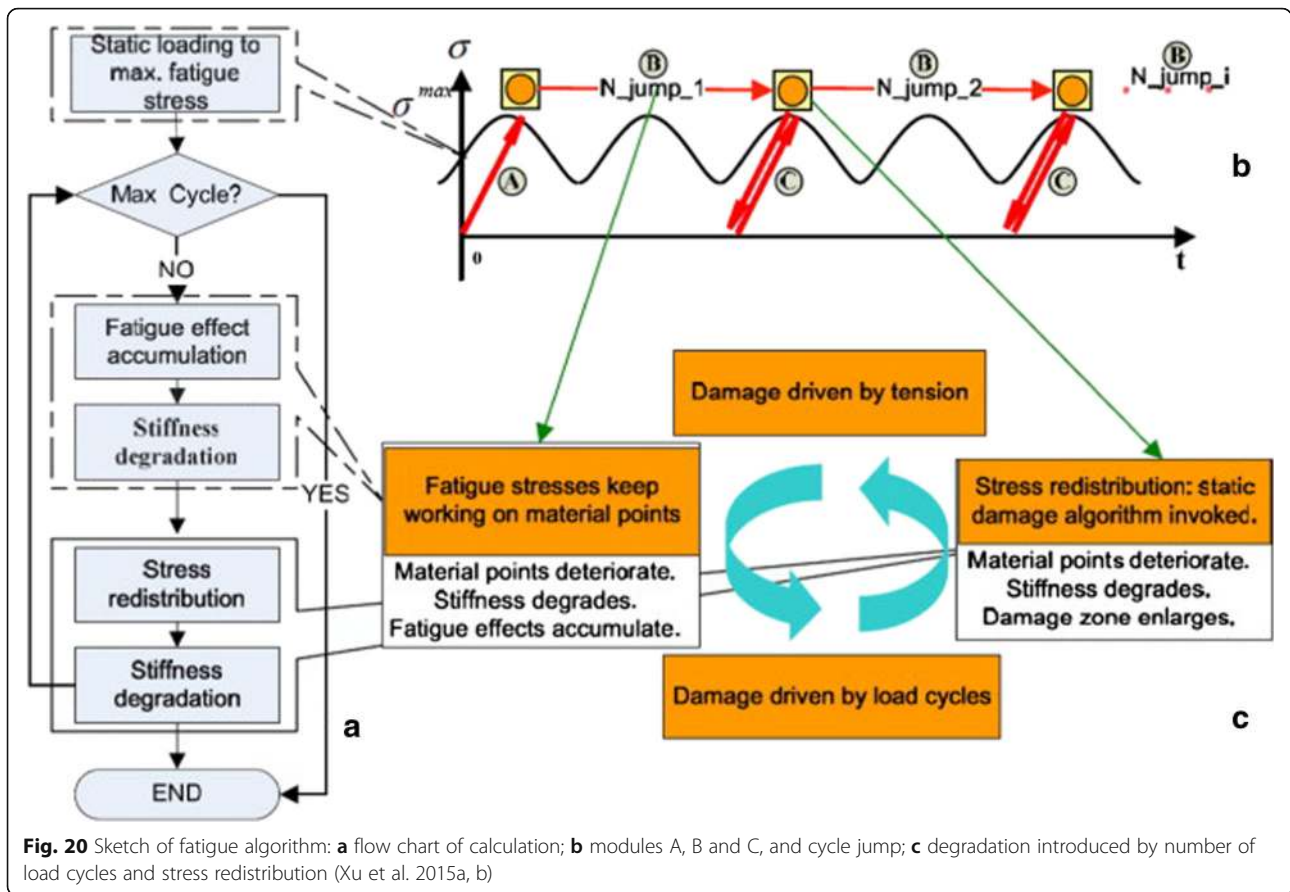 Static loading to
max. fatigue
stress
Max Cycle?
NO
Fatigue effect
accumulation
Stiffness
degradation
YES
Stress
redistribution
Stiffness
degradation
END
a
σ
σ max
B
N_jump_1
B
N_jump_2
B
N_jump_i
A
C
C
0
t
b
Damage driven by tension
Fatigue stresses keep
working on material points
Material points deteriorate.
Stiffness degrades.
Fatigue effects accumulate.
Stress redistribution: static
damage algorithm invoked.
Material points deteriorate.
Stiffness degrades.
Damage zone enlarges.
Damage driven by load cycles
c
Fig. 20 Sketch of fatigue algorithm: a flow chart of calculation; b modules A, B and C, and cycle jump; c degradation introduced by number of
load cycles and stress redistribution (Xu et al. 2015a, b)